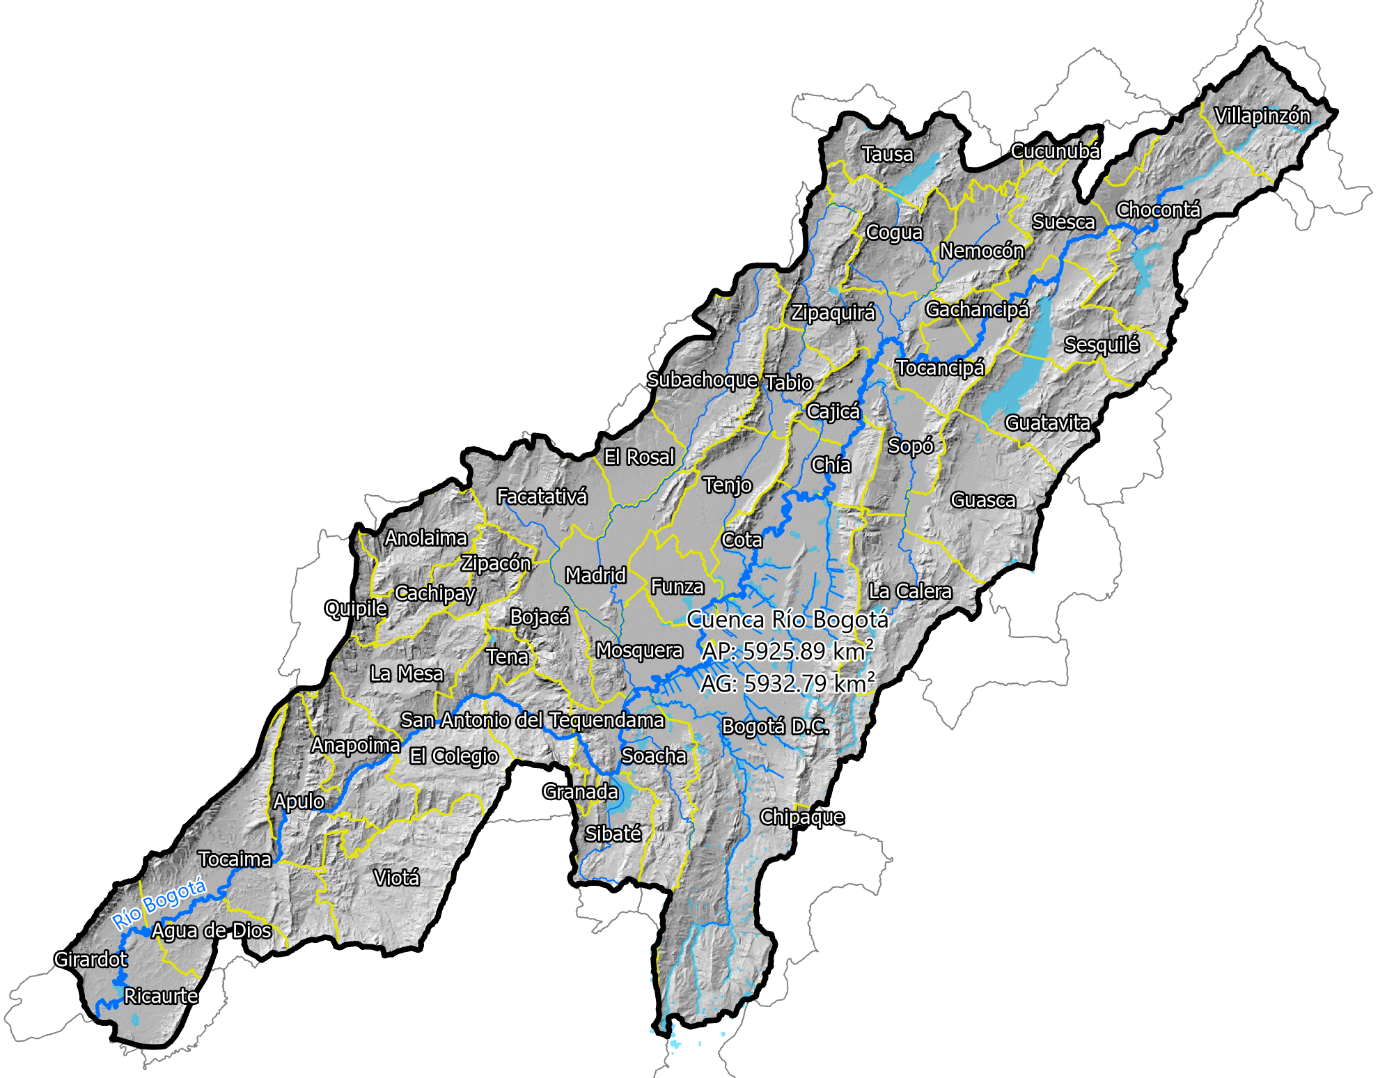 Villapinzón
Tausa
Cucunubá
Chocontá
Suesca
Cogua
Nemocón
Zipaquirá
Gachancipá
Sesquilé
Tocancipá
Subachoque
Tabio
Cajicá
Guatavita
Sopó
El Rosal
Chía
Tenjo
Facatativá
Guasca
Anolaima
Cota
Zipacón
Madrid
Funza
Cachipay
La Calera
Quipile
Bojacá
Cuenca Río Bogotá
AP: 5925.89 km²
AG: 5932.79 km²
Mosquera
Tena
La Mesa
San Antonio del Tequendama
Bogotá D.C.
Anapoima
El Colegio
Soacha
Granada
Apulo
Chipaque
Sibaté
Tocaima
Viotá
Río Bogotá
Agua de Dios
Girardot
Ricaurte